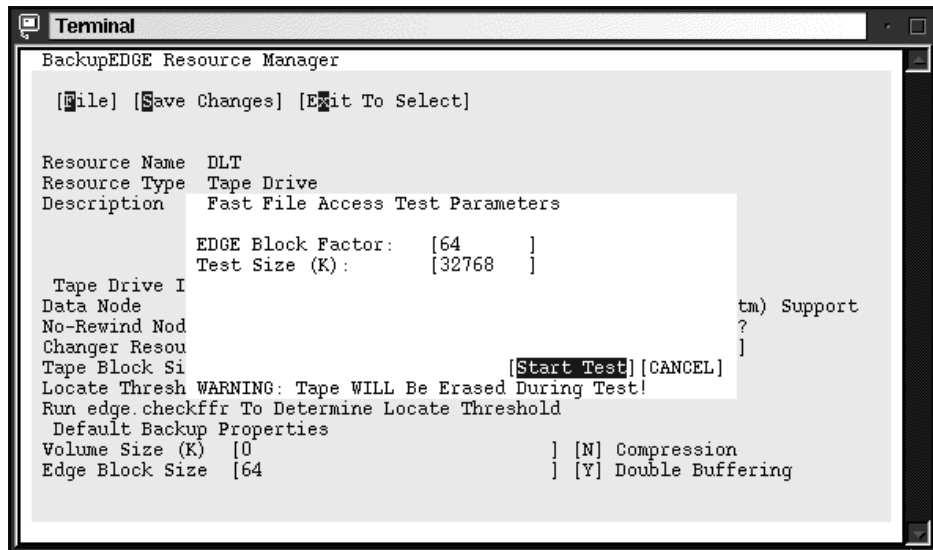 Terminal
BackupEDGE Resource Manager
[File] [Save Changes] [Exit To Select]
Resource Name DLT
Resource Type Tape Drive
Description
Fast File Access Test Parameters
EDGE Block Factor: [64 ]
Test Size (K): [32768 ]
Tape Drive I
Data Node tm) Support
No-Rewind Nod ?
Changer Resou ]
Tape Block Si [Start Test][CANCEL]
Locate Thresh WARNING: Tape WILL Be Erased During Test!
Run edge.checkffr To Determine Locate Threshold
Default Backup Properties
Volume Size (K) [0 ] [N] Compression
Edge Block Size [64 ] [Y] Double Buffering